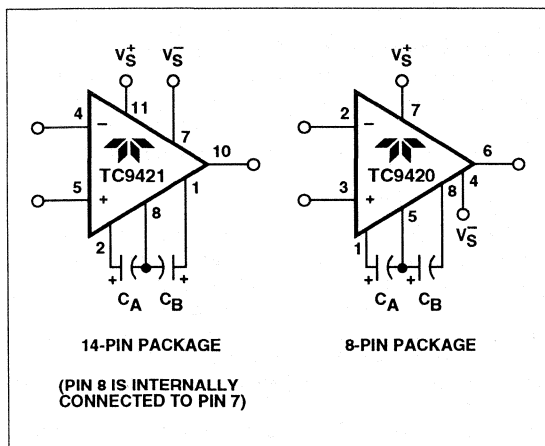 V_S^+ V_S^-
11
7
4 −
TC9421
10
5 +
8
1
2
+ +
C_A C_B
14-PIN PACKAGE
(PIN 8 IS INTERNALLY
CONNECTED TO PIN 7)
V_S^+
7
2 −
TC9420
6
3 +
5
8
4
1
V_S^-
+ +
C_A C_B
8-PIN PACKAGE